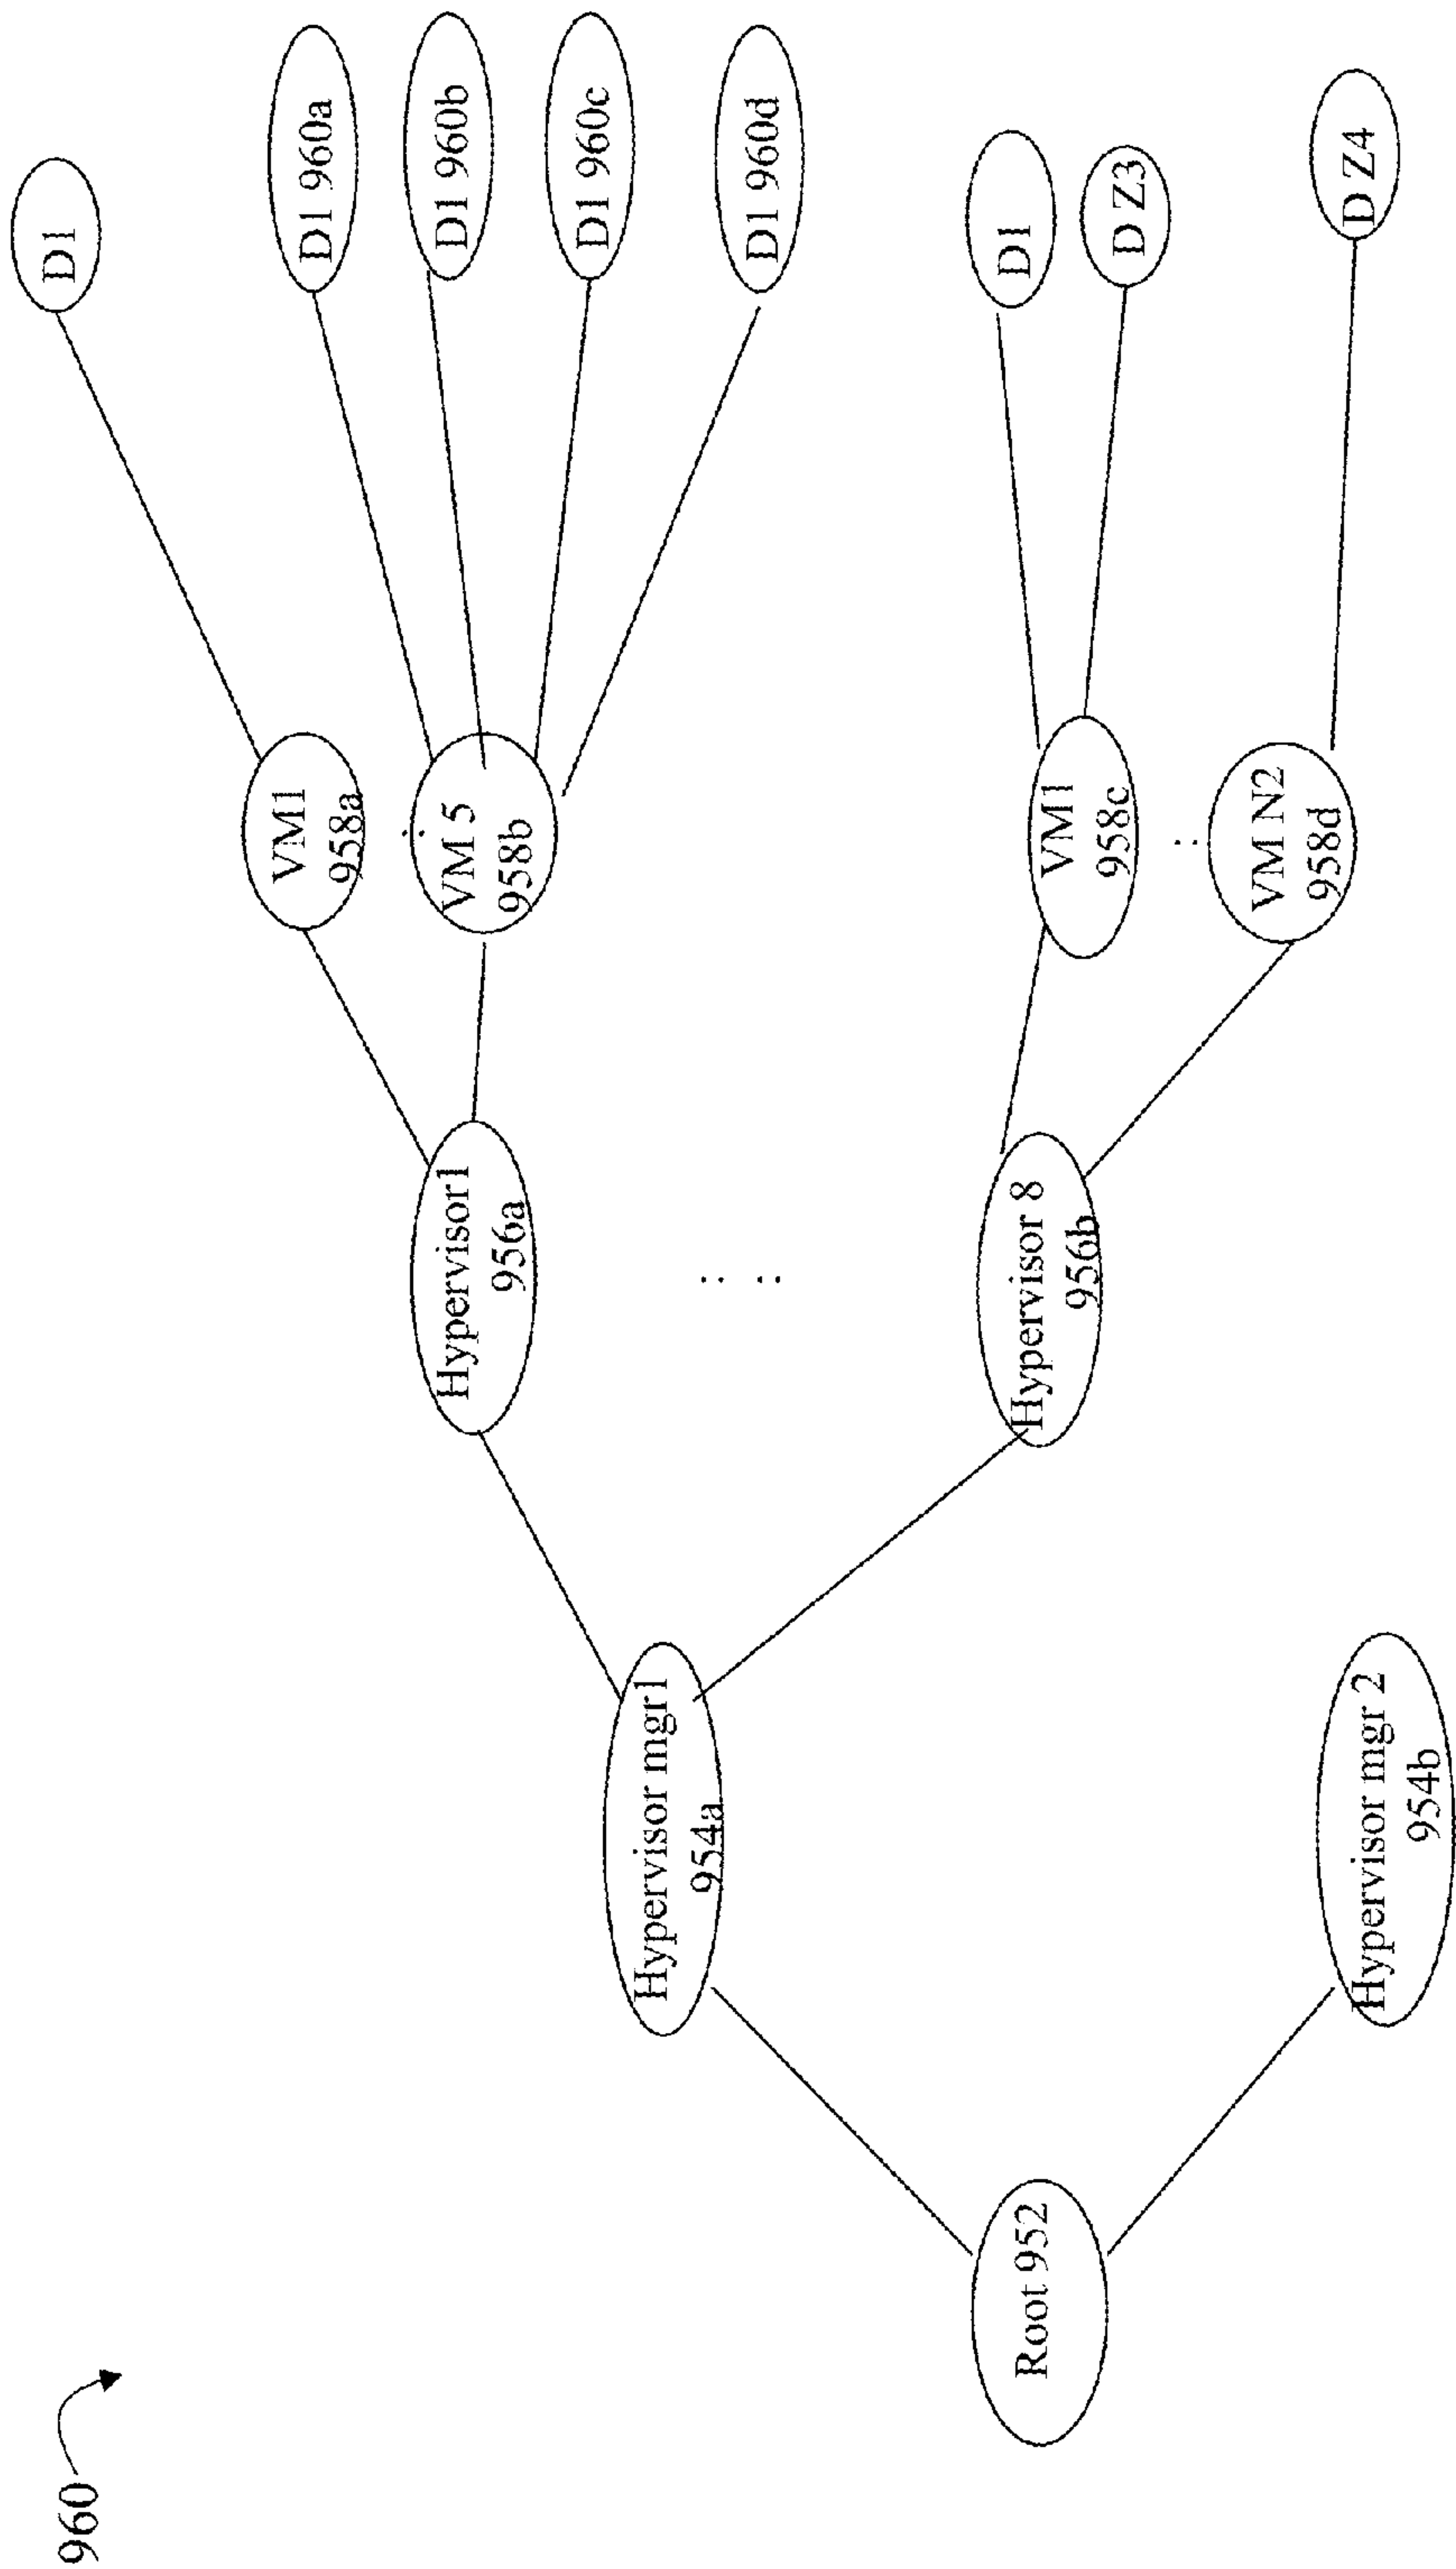 960
Root 952
Hypervisor mgr1
954a
Hypervisor mgr 2
954b
Hypervisor1
956a
Hypervisor 8
956b
VM1
958a
VM 5
958b
VM1
958c
VM N2
958d
D1
D1 960a
D1 960b
D1 960c
D1 960d
D1
D Z3
D Z4